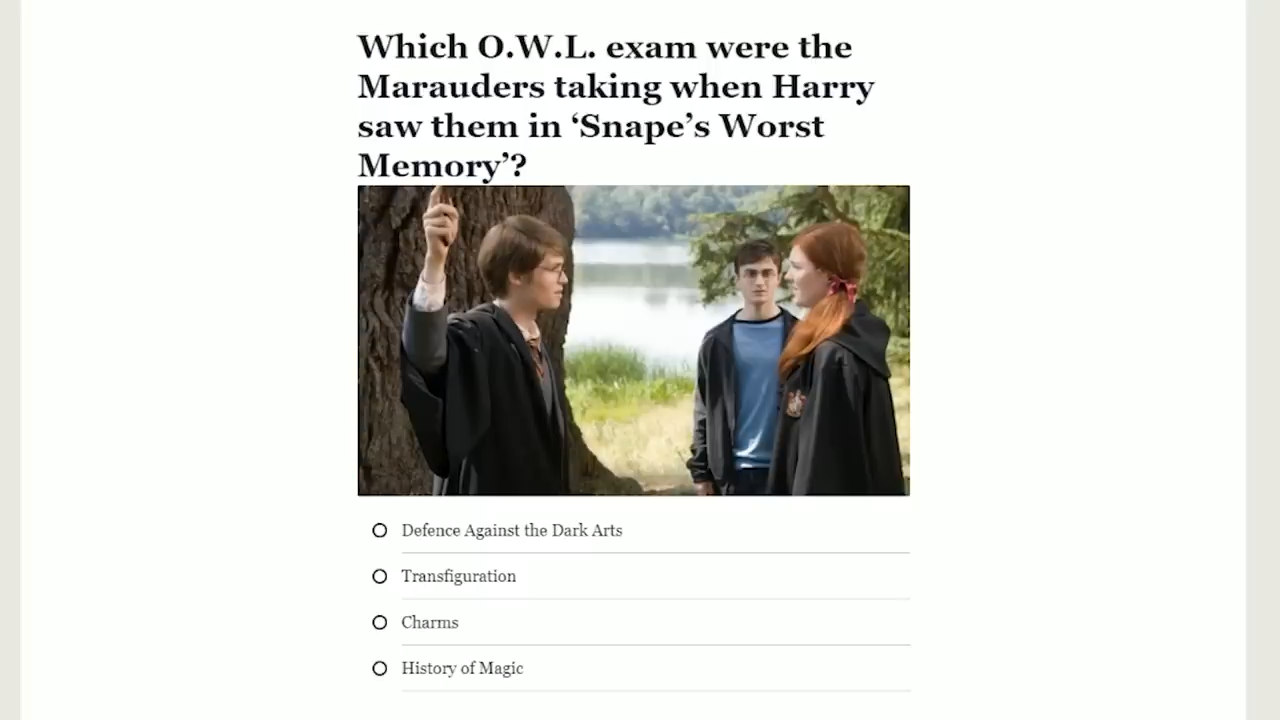 Which O.W.L. exam were the
Marauders taking when Harry
saw them in ‘Snape’s Worst
Memory’?
Defence Against the Dark Arts
Transfiguration
Charms
History of Magic